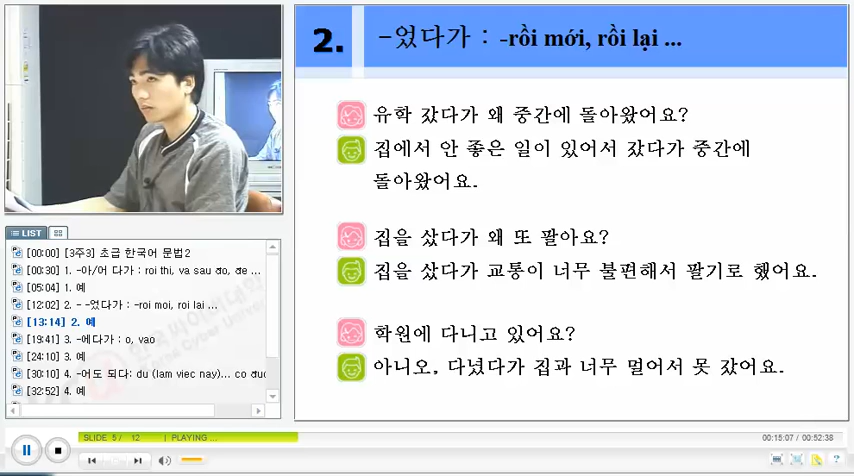 2. -었다가 : -rồi mới, rồi lại ...
유학 갔다가 왜 중간에 돌아왔어요?
집에서 안 좋은 일이 있어서 갔다가 중간에
돌아왔어요.
집을 샀다가 왜 또 팔아요?
집을 샀다가 교통이 너무 불편해서 팔기로 했어요.
학원에 다니고 있어요?
아니오, 다녔다가 집과 너무 멀어서 못 갔어요.
LIST
[00:00] [3주3] 초급 한국어 문법2
[00:30] 1. -아/어 다가 : roi thi, va sau do, de ...
[05:04] 1. 예
[12:02] 2. - -었다가 : -roi moi, roi lai ...
[13:14] 2. 예
[19:41] 3. -에다가 : o, vao
[24:10] 3. 예
[30:10] 4. -어도 되다: du (lam viec nay)... co duo
[32:52] 4. 예
SLIDE 5 / 12 | PLAYING ...
00:15:07 / 00:52:38